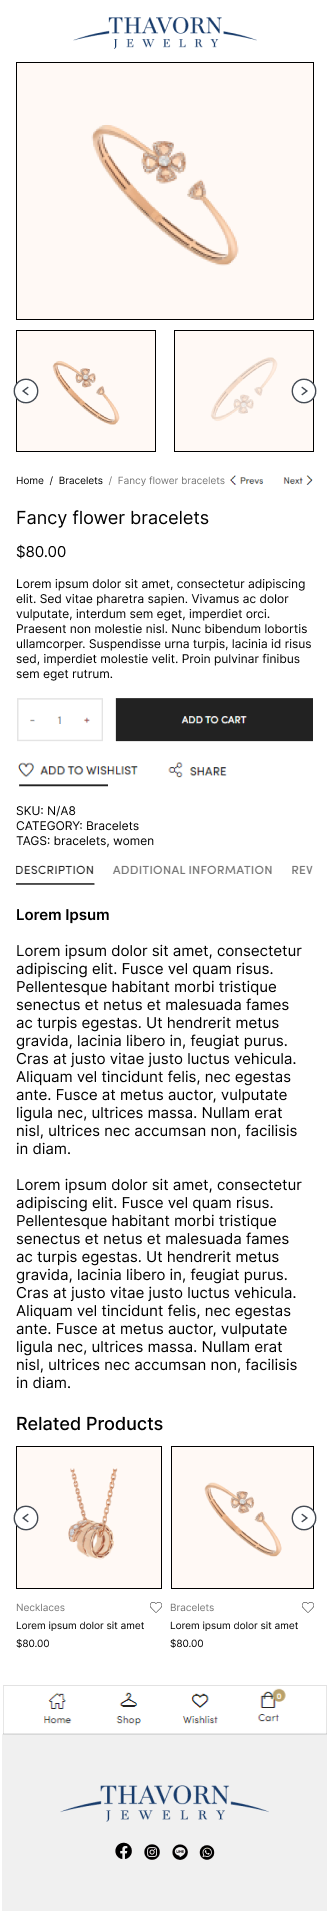 THAVORN
JEWELRY
Home / Bracelets / Fancy flower bracelets Prevs Next
Fancy flower bracelets
$80.00
Lorem ipsum dolor sit amet, consectetur adipiscing
elit. Sed vitae pharetra sapien. Vivamus ac dolor
vulputate, interdum sem eget, imperdiet orci.
Praesent non molestie nisl. Nunc bibendum lobortis
ullamcorper. Suspendisse urna turpis, lacinia id risus
sed, imperdiet molestie velit. Proin pulvinar finibus
sem eget rutrum.
- 1 + ADD TO CART
ADD TO WISHLIST SHARE
SKU: N/A8
CATEGORY: Bracelets
TAGS: bracelets, women
DESCRIPTION ADDITIONAL INFORMATION REV
Lorem Ipsum
Lorem ipsum dolor sit amet, consectetur
adipiscing elit. Fusce vel quam risus.
Pellentesque habitant morbi tristique
senectus et netus et malesuada fames
ac turpis egestas. Ut hendrerit metus
gravida, lacinia libero in, feugiat purus.
Cras at justo vitae justo luctus vehicula.
Aliquam vel tincidunt felis, nec egestas
ante. Fusce at metus auctor, vulputate
ligula nec, ultrices massa. Nullam erat
nisl, ultrices nec accumsan non, facilisis
in diam.
Lorem ipsum dolor sit amet, consectetur
adipiscing elit. Fusce vel quam risus.
Pellentesque habitant morbi tristique
senectus et netus et malesuada fames
ac turpis egestas. Ut hendrerit metus
gravida, lacinia libero in, feugiat purus.
Cras at justo vitae justo luctus vehicula.
Aliquam vel tincidunt felis, nec egestas
ante. Fusce at metus auctor, vulputate
ligula nec, ultrices massa. Nullam erat
nisl, ultrices nec accumsan non, facilisis
in diam.
Related Products
Necklaces Bracelets
Lorem ipsum dolor sit amet Lorem ipsum dolor sit amet
$80.00 $80.00
Home Shop Wishlist Cart
THAVORN
JEWELRY